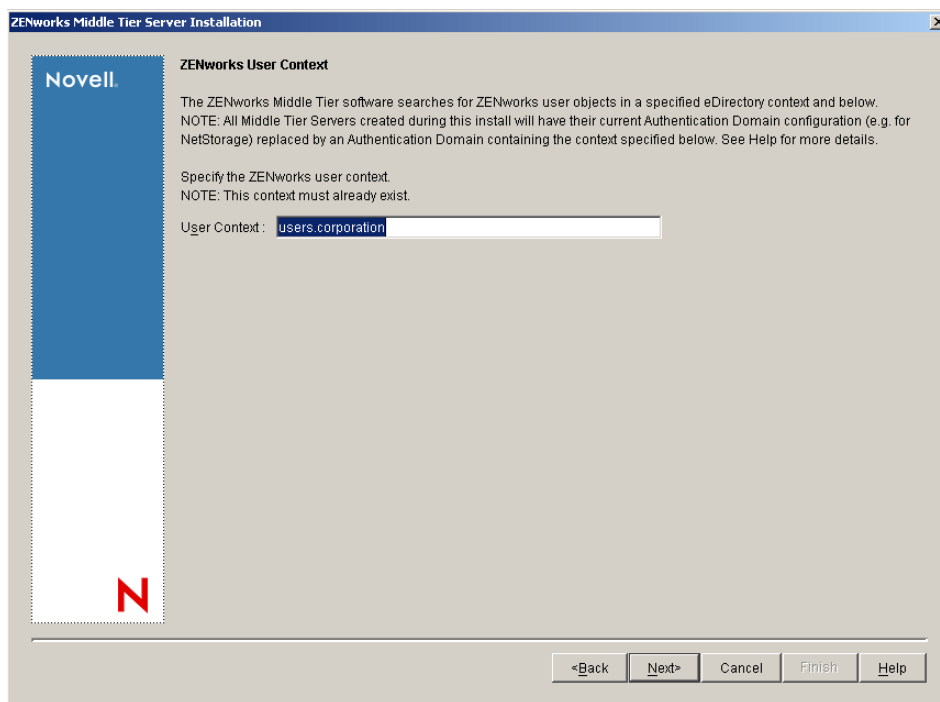 ZENworks Middle Tier Server Installation
Novell.
ZENworks User Context
The ZENworks Middle Tier software searches for ZENworks user objects in a specified eDirectory context and below.
NOTE: All Middle Tier Servers created during this install will have their current Authentication Domain configuration (e.g. for
NetStorage) replaced by an Authentication Domain containing the context specified below. See Help for more details.
Specify the ZENworks user context.
NOTE: This context must already exist.
User Context : users.corporation
N
<Back Next> Cancel Finish Help